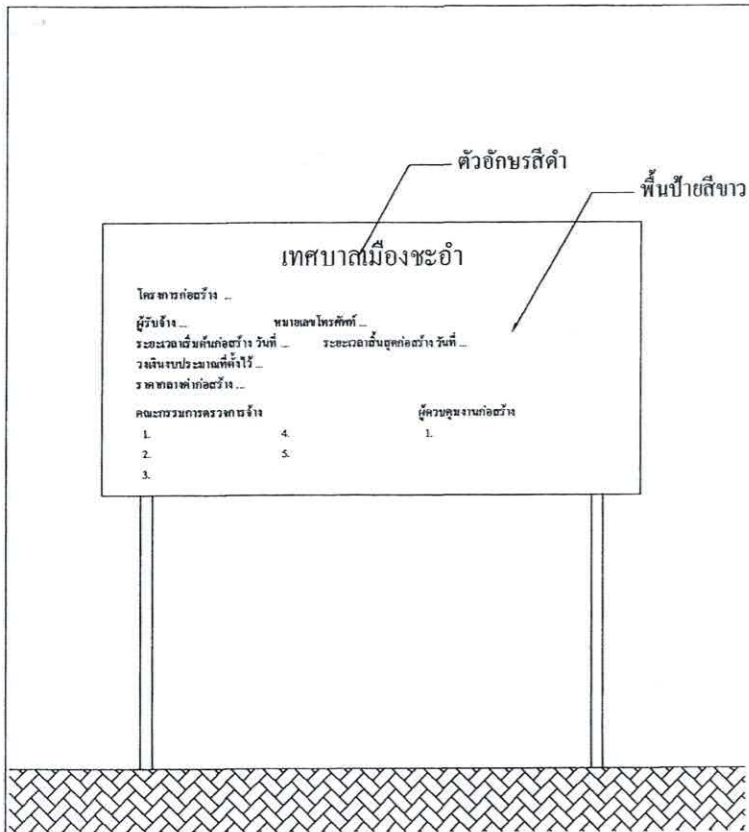 ตัวอักษรสีดำ
พื้นป้ายสีขาว
เทศบาลเมืองชะอำ
โครงการก่อสร้าง ...
ผู้รับจ้าง ... หมายเลขโทรศัพท์ ...
ระยะเวลาเริ่มต้นก่อสร้าง วันที่ ... ระยะเวลาสิ้นสุดก่อสร้าง วันที่ ...
วงเงินงบประมาณที่ตั้งไว้ ...
ราคากลางค่าก่อสร้าง ...
คณะกรรมการตรวจการจ้าง ผู้ควบคุมงานก่อสร้าง
1. 4. 1.
2. 5.
3.